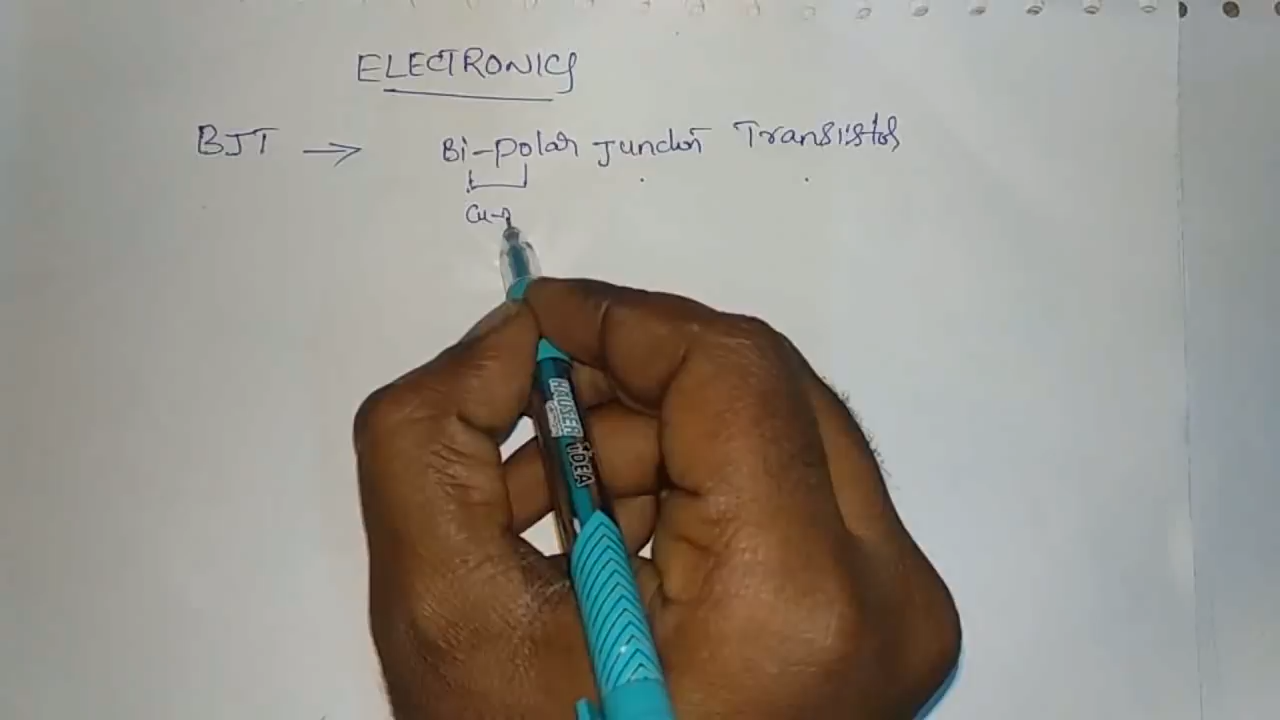 ELECTRONICS
BJT → Bi-polar Junction Transistor
HAUSER
iDEA